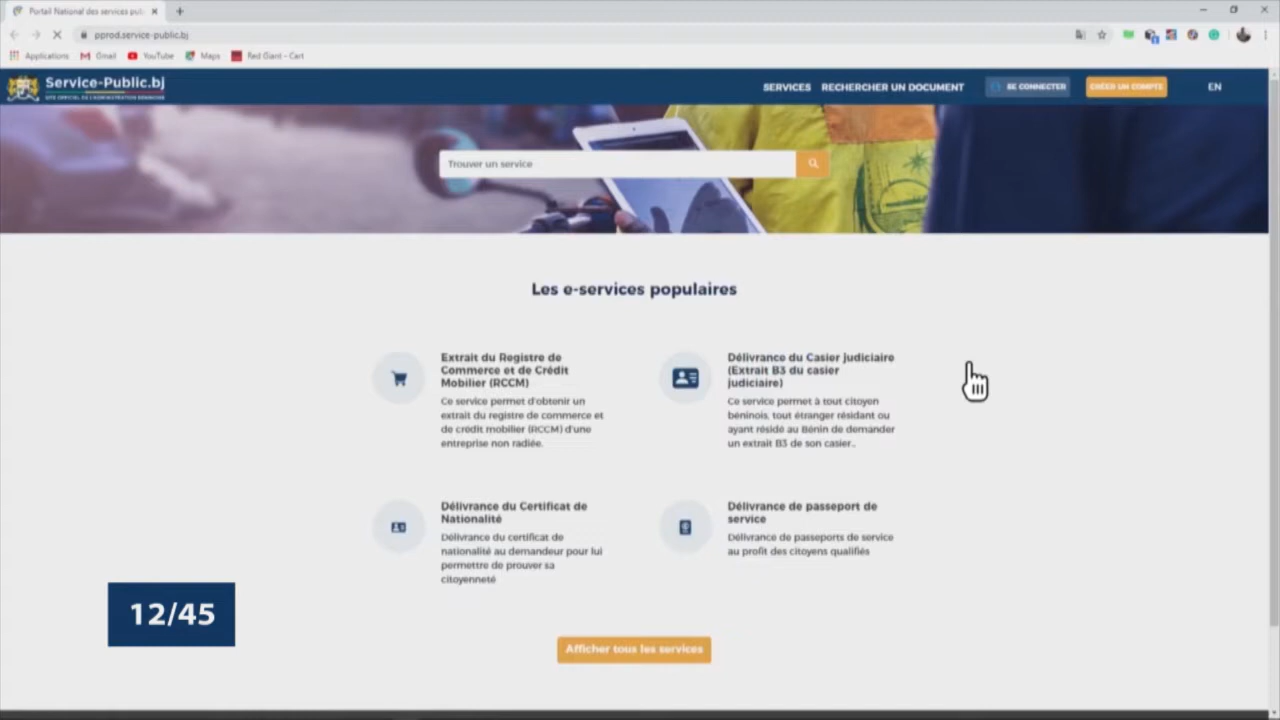 Portail National des services publ
pprod.service-public.bj
Applications Gmail YouTube Maps Red Giant - Cart
Service-Public.bj
SITE OFFICIEL DE L'ADMINISTRATION BÉNINOISE
SERVICES RECHERCHER UN DOCUMENT SE CONNECTER CRÉER UN COMPTE EN
Trouver un service
Les e-services populaires
Extrait du Registre de
Commerce et de Crédit
Mobilier (RCCM)
Ce service permet d'obtenir un
extrait du registre de commerce et
de crédit mobilier (RCCM) d'une
entreprise non radiée.
Délivrance du Casier Judiciaire
(Extrait B3 du casier
judiciaire)
Ce service permet à tout citoyen
béninois, tout étranger résidant ou
ayant résidé au Bénin de demander
un extrait B3 de son casier...
Délivrance du Certificat de
Nationalité
Délivrance du certificat de
nationalité au demandeur pour lui
permettre de prouver sa
citoyenneté
Délivrance de passeport de
service
Délivrance de passeports de service
au profit des citoyens qualifiés
12/45
Afficher tous les services